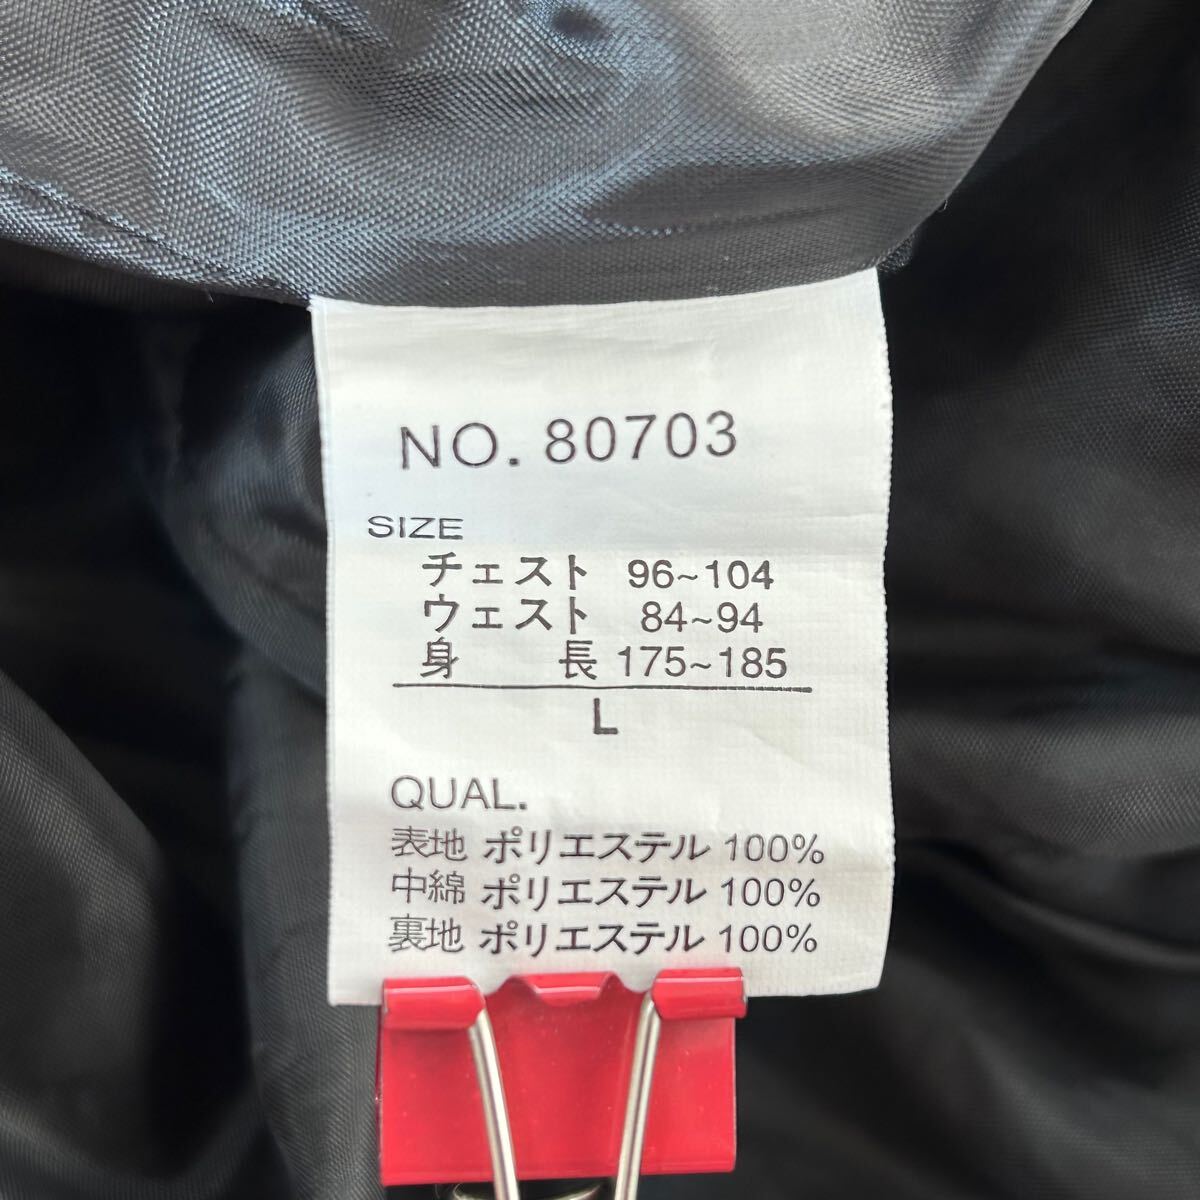 NO. 80703
SIZE
チェスト 96~104
ウェスト 84~94
身 長 175~185
L
QUAL.
表地 ポリエステル 100%
中綿 ポリエステル 100%
裏地 ポリエステル 100%